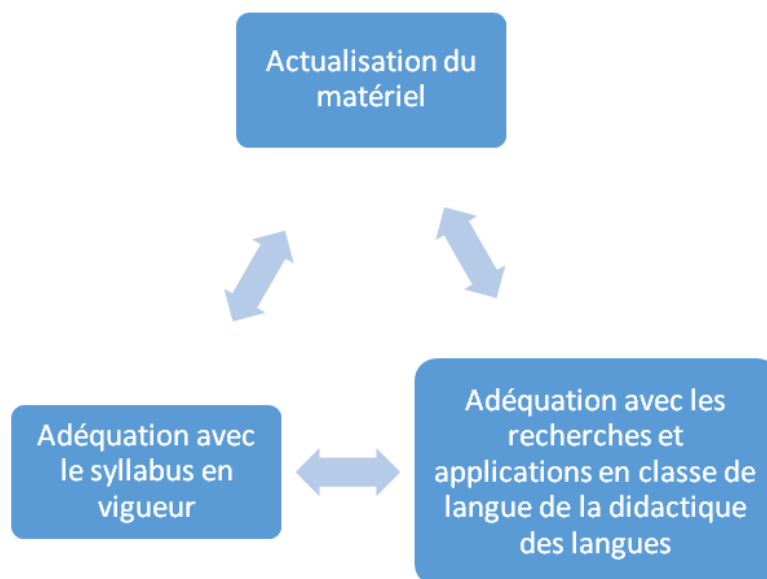 Actualisation du
matériel
Adéquation avec
le syllabus en
vigueur
Adéquation avec les
recherches et
applications en classe de
langue de la didactique
des langues